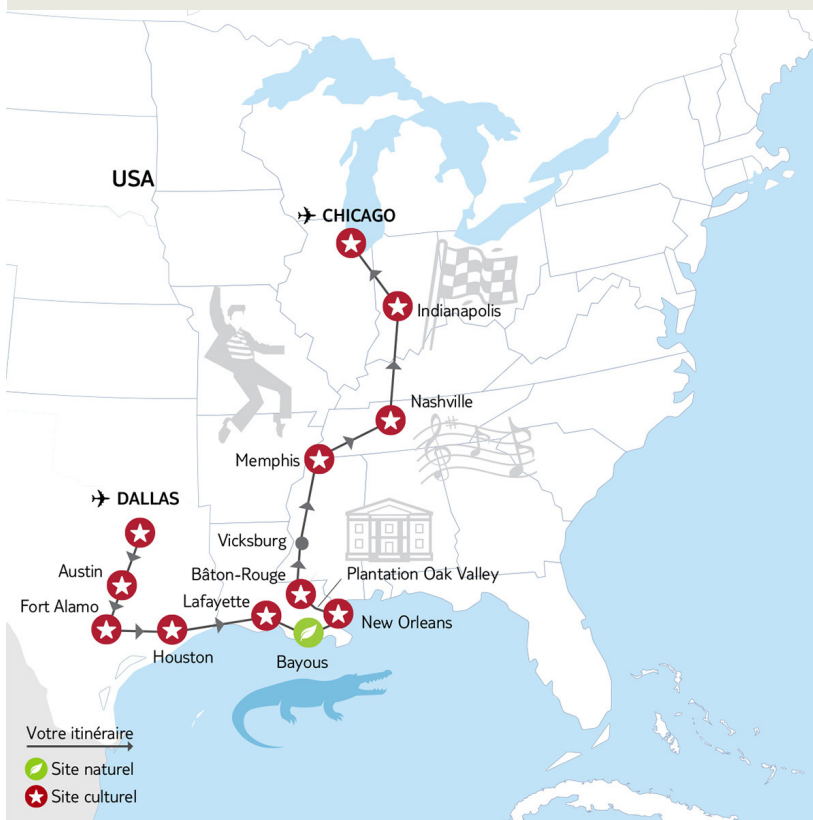 USA
CHICAGO
Indianapolis
Nashville
Memphis
DALLAS
Vicksburg
Austin
Bâton-Rouge
Plantation Oak Valley
Fort Alamo
Lafayette
New Orleans
Houston
Bayous
Votre itinéraire
Site naturel
Site culturel